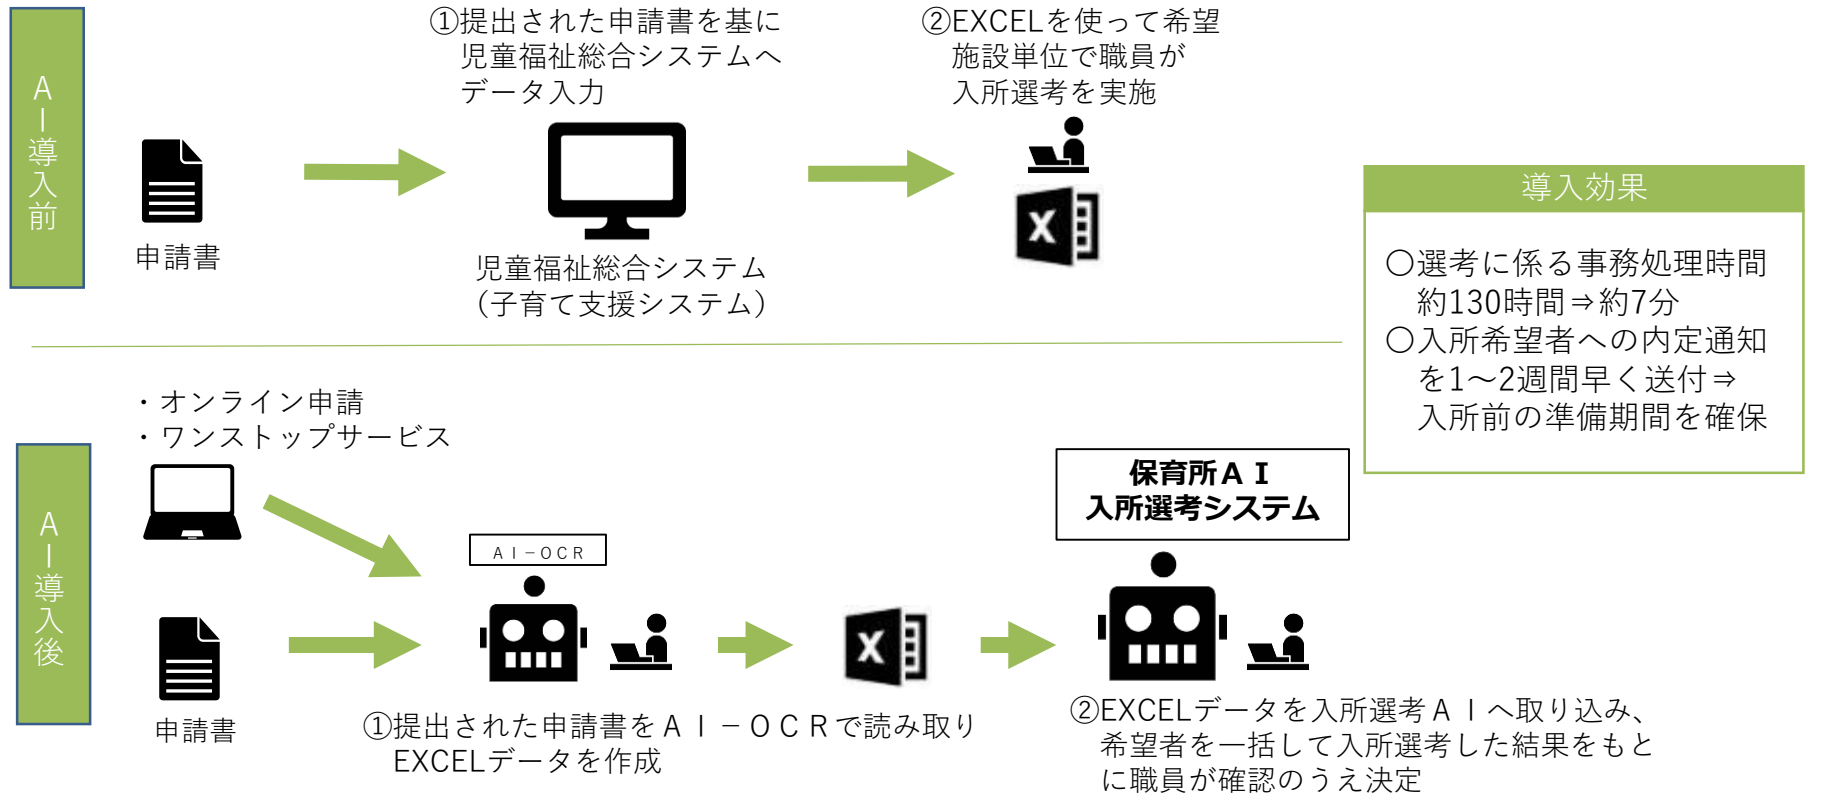 AI導入前
①提出された申請書を基に
児童福祉総合システムへ
データ入力
②EXCELを使って希望
施設単位で職員が
入所選考を実施
申請書
児童福祉総合システム
（子育て支援システム）
導入効果
〇選考に係る事務処理時間
約130時間⇒約7分
〇入所希望者への内定通知
を1～2週間早く送付⇒
入所前の準備期間を確保
AI導入後
・オンライン申請
・ワンストップサービス
申請書
ＡＩ－ＯＣＲ
①提出された申請書をＡＩ－ＯＣＲで読み取り
EXCELデータを作成
保育所ＡＩ
入所選考システム
②EXCELデータを入所選考ＡＩへ取り込み、
希望者を一括して入所選考した結果をもと
に職員が確認のうえ決定